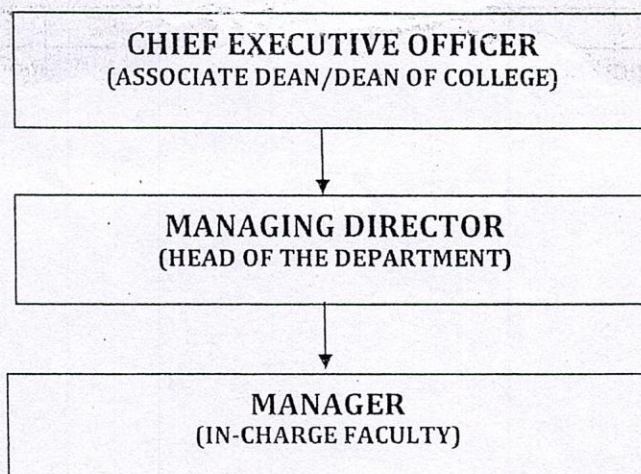 CHIEF EXECUTIVE OFFICER
(ASSOCIATE DEAN/DEAN OF COLLEGE)
MANAGING DIRECTOR
(HEAD OF THE DEPARTMENT)
MANAGER
(IN-CHARGE FACULTY)